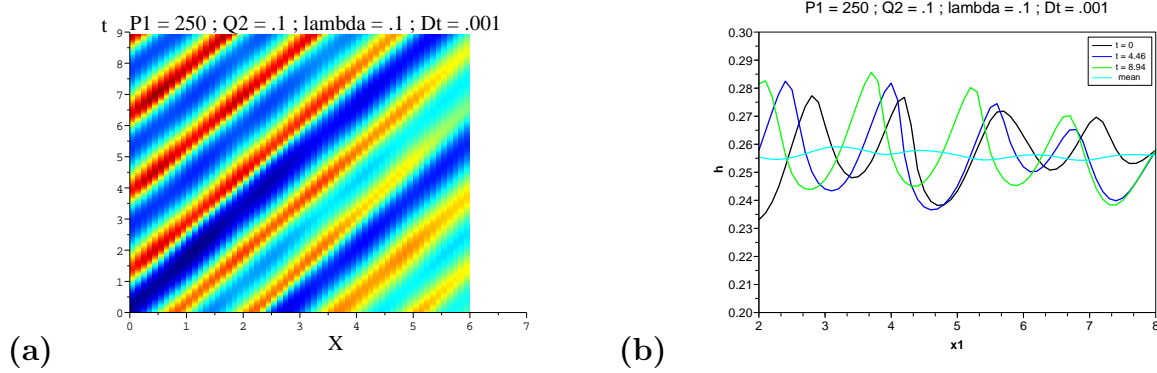 t P1 = 250 ; Q2 = .1 ; lambda = .1 ; Dt = .001
9
8
7
6
5
4
3
2
1
0
0 1 2 3 4 5 6 7
X
(a)
P1 = 250 ; Q2 = .1 ; lambda = .1 ; Dt = .001
t = 0
t = 4.46
t = 8.94
mean
0.30
0.29
0.28
0.27
0.26
0.25
0.24
0.23
0.22
0.21
0.20
h
2 3 4 5 6 7 8
x1
(b)